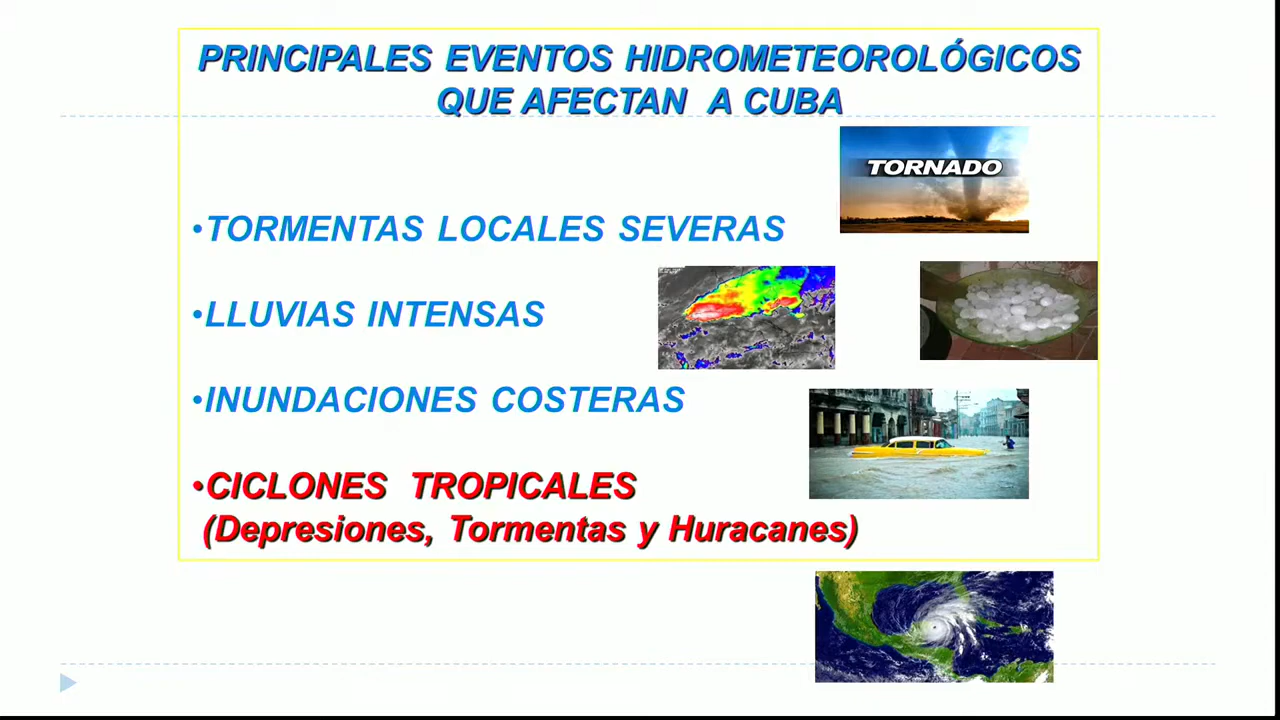 PRINCIPALES EVENTOS HIDROMETEOROLÓGICOS
QUE AFECTAN A CUBA
TORNADO
•TORMENTAS LOCALES SEVERAS
•LLUVIAS INTENSAS
•INUNDACIONES COSTERAS
•CICLONES TROPICALES
(Depresiones, Tormentas y Huracanes)